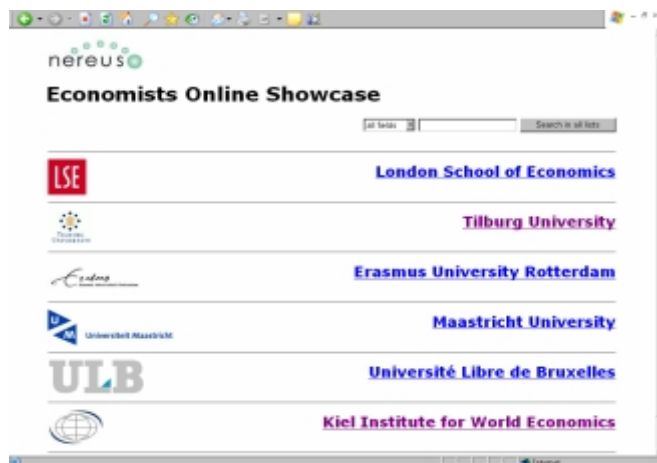 nereus
Economists Online Showcase
all fields
Search in all lists
LSE
London School of Economics
Tilburg University
Erasmus University Rotterdam
UM
Universiteit Maastricht
Maastricht University
ULB
Université Libre de Bruxelles
Kiel Institute for World Economics